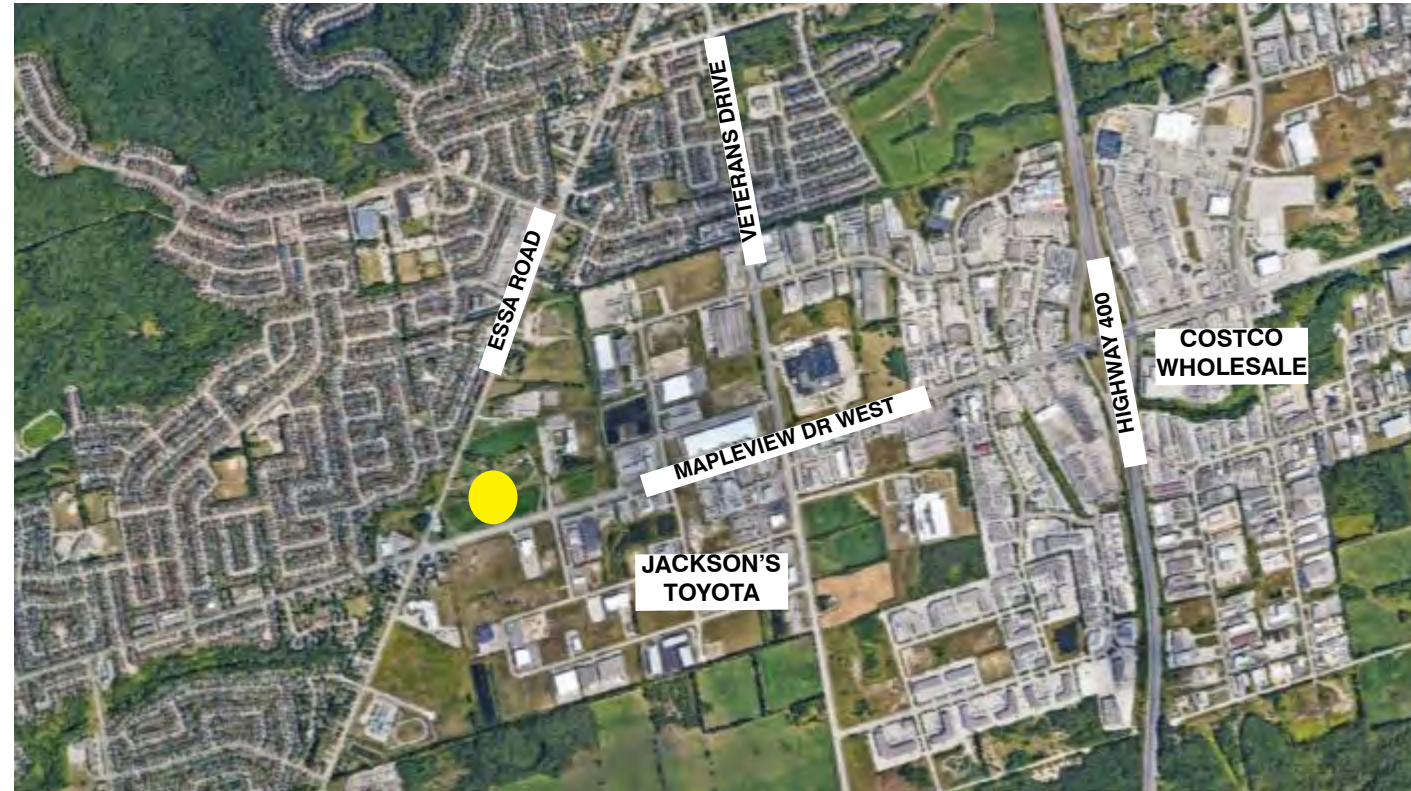 VETERANS DRIVE
ESSA ROAD
HIGHWAY 400
COSTCO
WHOLESALE
MAPLEVIEW DR WEST
JACKSON'S
TOYOTA